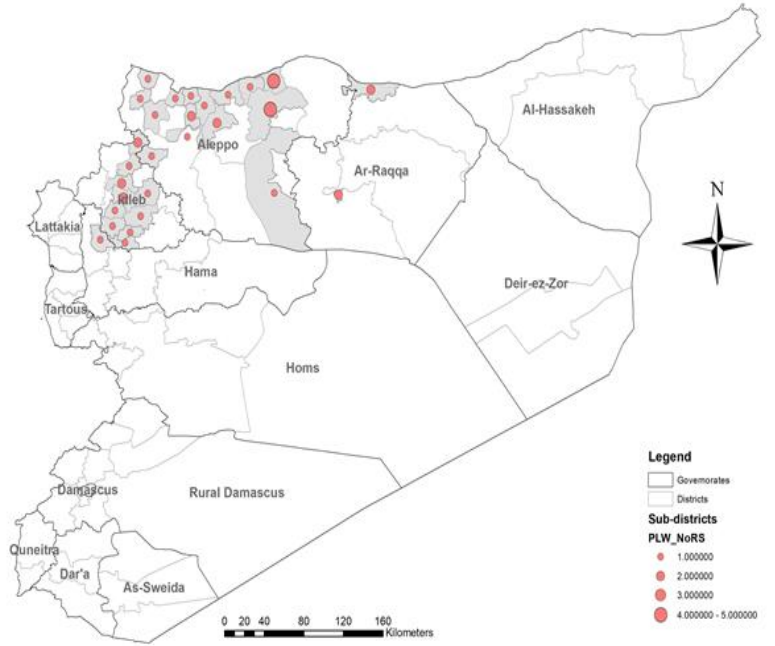 Al-Hassakeh
Aleppo
Ar-Raqqa
N
Idleb
Lattakia
Hama
Deir-ez-Zor
Tartous
Homs
Legend
Governorates
Districts
Damascus
Rural Damascus
Sub-districts
PLW_NoRS
Quneitra
1.000000
Dar'a
2.000000
As-Sweida
3.000000
4.000000 - 5.000000
0 20 40 80 120 160
Kilometers